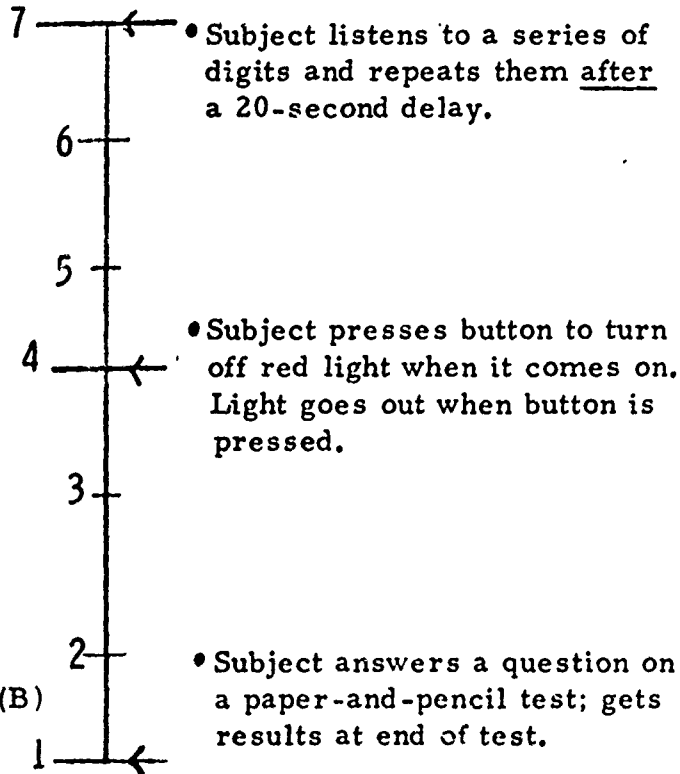 7
• Subject listens to a series of
digits and repeats them after
a 20-second delay.
6
5
• Subject presses button to turn
4
off red light when it comes on.
Light goes out when button is
pressed.
3
2
• Subject answers a question on
(B)
a paper-and-pencil test; gets
results at end of test.
1